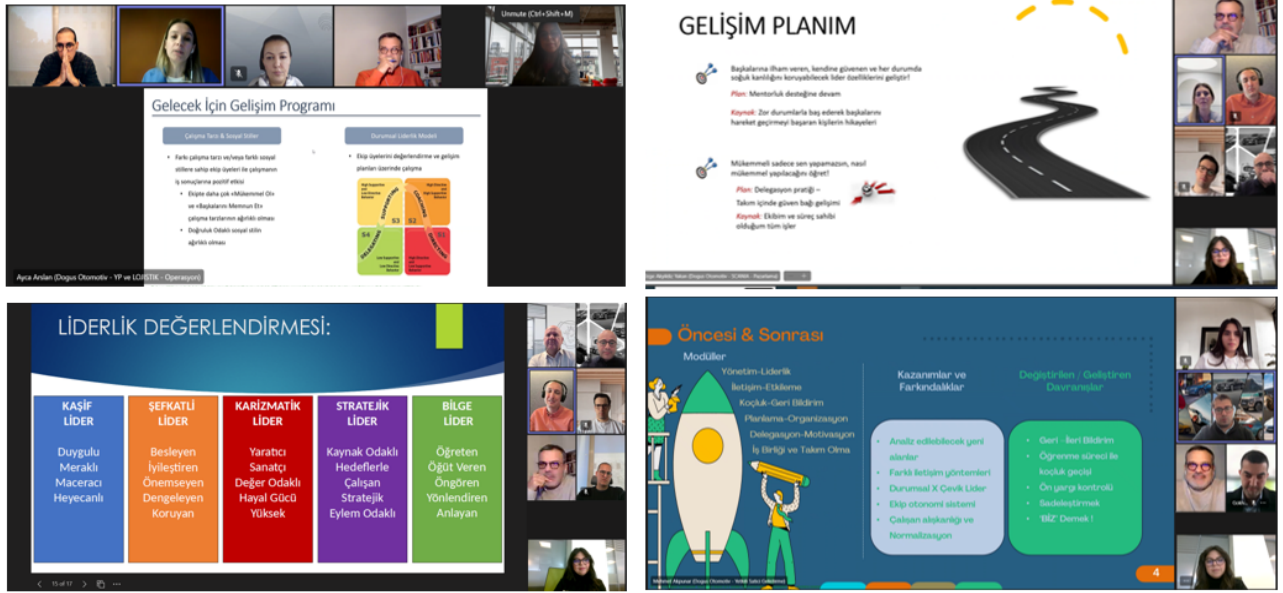 Unmute (Ctrl+Shift+M)
Gelecek İçin Gelişim Programı
Çalışma Tarzı & Sosyal Stiller
Durumsal Liderlik Modeli
Farklı çalışma tarzı ve/veya farklı sosyal
stillere sahip ekip üyeleri ile çalışmanın
iş sonuçlarına pozitif etkisi
Ekipte daha çok «Mükemmel Ol»
ve «Başkalarını Memnun Et»
çalışma tarzlarının ağırlıklı olması
Doğruluk Odaklı sosyal stilin
ağırlıklı olması
Ekip üyelerini değerlendirme ve gelişim
planları üzerinde çalışma
SUPPORTING
COACHING
S3 S2
S4 S1
DELEGATING
DIRECTING
Ayca Arslan (Dogus Otomotiv - YP ve LOJISTIK - Operasyon)
GELİŞİM PLANIM
Başkalarına ilham veren, kendine güvenen ve her durumda
soğuk kanlılığını koruyabilecek lider özelliklerini geliştir!
Plan: Mentorluk desteğine devam
Kaynak: Zor durumlarla baş ederek başkalarını
hareket geçirmeyi başaran kişilerin hikayeleri
Mükemmeli sadece sen yapamazsın, nasıl
mükemmel yapılacağını öğret!
Plan: Delegasyon pratiği –
Takım içinde güven bağı gelişimi
Kaynak: Ekibim ve süreç sahibi
olduğum tüm işler
LİDERLİK DEĞERLENDİRMESİ:
KAŞİF
LİDER
Duygulu
Meraklı
Maceracı
Heyecanlı
ŞEFKATLİ
LİDER
Besleyen
İyileştiren
Önemseyen
Dengeleyen
Koruyan
KARİZMATİK
LİDER
Yaratıcı
Sanatçı
Değer Odaklı
Hayal Gücü
Yüksek
STRATEJİK
LİDER
Kaynak Odaklı
Hedeflerle
Çalışan
Stratejik
Eylem Odaklı
BİLGE
LİDER
Öğreten
Öğüt Veren
Öngören
Yönlendiren
Anlayan
15 of 17
Öncesi & Sonrası
Modüller
Yönetim-Liderlik
İletişim-Etkileme
Koçluk-Geri Bildirim
Planlama-Organizasyon
Delegasyon-Motivasyon
İş Birliği ve Takım Olma
Kazanımlar ve
Farkındalıklar
Analiz edilebilecek yeni
alanlar
Farklı iletişim yöntemleri
Durumsal X Çevik Lider
Ekip otonomi sistemi
Çalışan alışkanlığı ve
Normalizasyon
Değiştirilen / Geliştiren
Davranışlar
Geri - İleri Bildirim
Öğrenme süreci ile
koçluk geçişi
Ön yargı kontrolü
Sadeleştirmek
'BİZ' Demek !
4